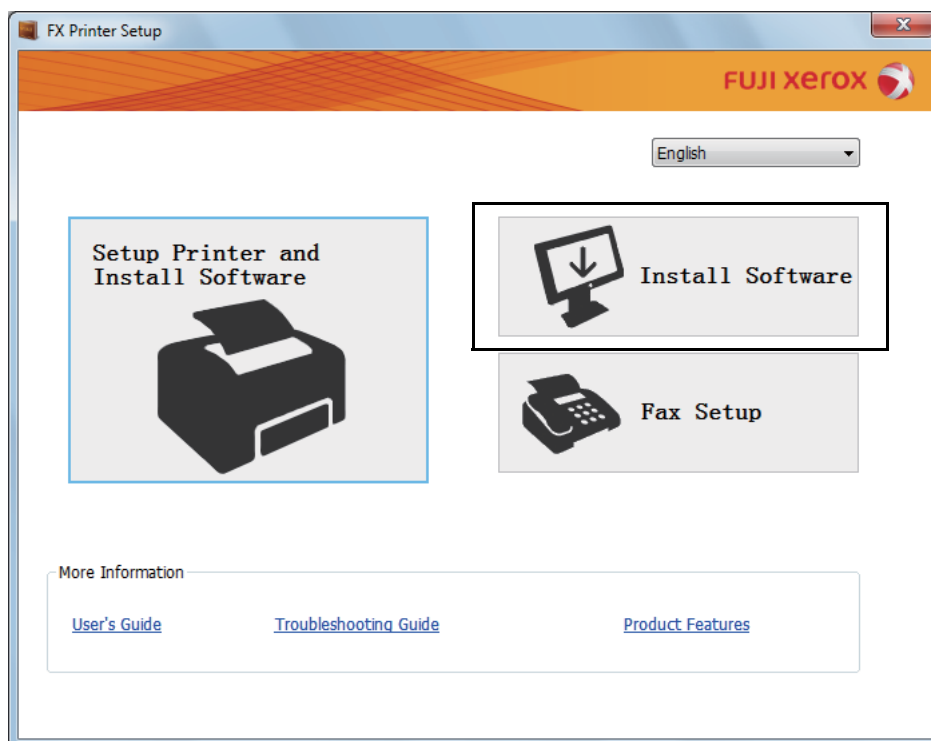 FX Printer Setup
FUJI xerox
English
Setup Printer and
Install Software
Install Software
Fax Setup
More Information
User's Guide
Troubleshooting Guide
Product Features